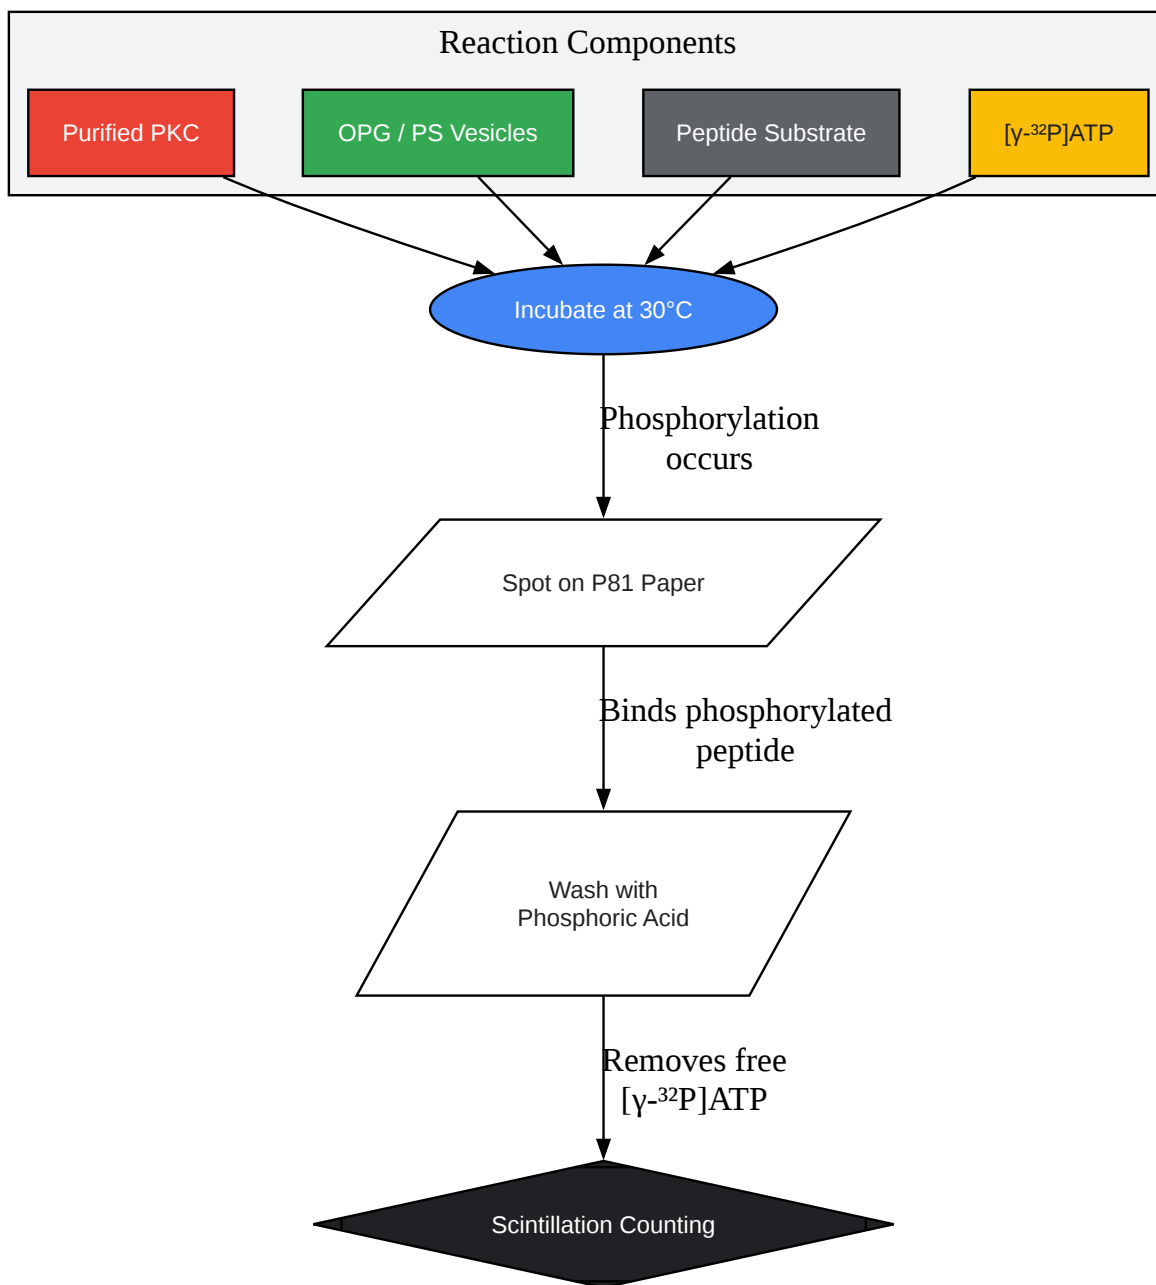 Reaction Components
Purified PKC
OPG / PS Vesicles
Peptide Substrate
[γ-³²P]ATP
Incubate at 30°C
Phosphorylation
occurs
Spot on P81 Paper
Binds phosphorylated
peptide
Wash with
Phosphoric Acid
Removes free
[γ-³²P]ATP
Scintillation Counting